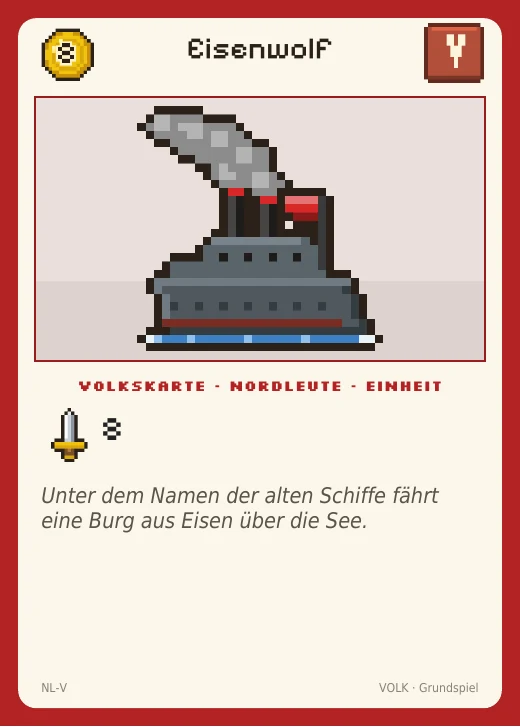 8
Eisenwolf
VOLKSKARTE · NORDLEUTE · EINHEIT
8
Unter dem Namen der alten Schiffe fährt
eine Burg aus Eisen über die See.
NL-V
VOLK · Grundspiel